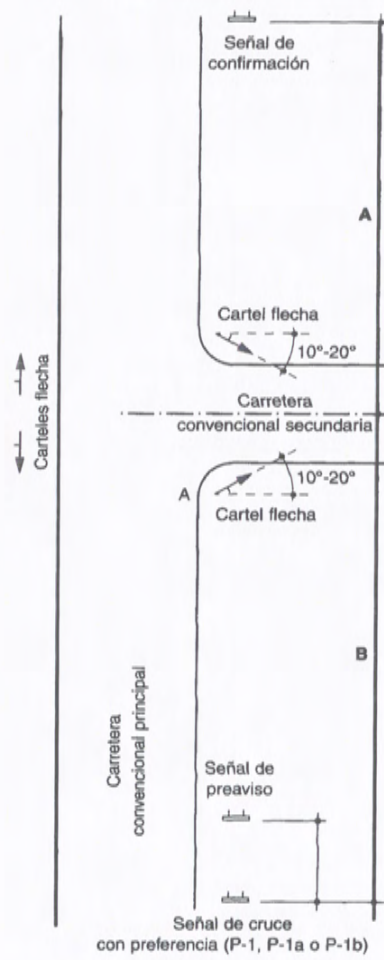 Señal de
confirmación
A
Cartel flecha
10º-20º
Carteles flecha
Carretera
convencional secundaria
10º-20º
A
Cartel flecha
B
Carretera
convencional principal
Señal de
preaviso
Señal de cruce
con preferencia (P-1, P-1a o P-1b)